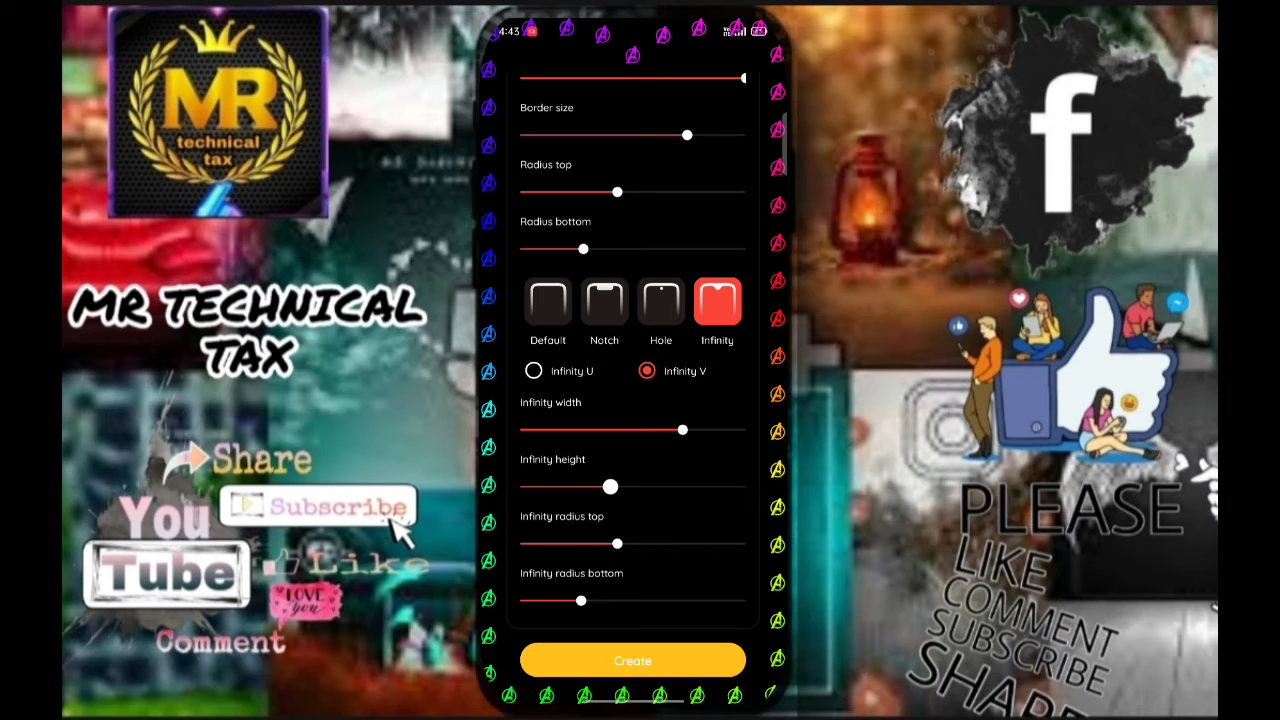 MR
technical
tax
MR TECHNICAL
TAX
Share
Subscribe
You
Tube
Like
LOVE
you
Comment
4:43
Border size
Radius top
Radius bottom
Default
Notch
Hole
Infinity
Infinity U
Infinity V
Infinity width
Infinity height
Infinity radius top
Infinity radius bottom
Create
f
PLEASE
LIKE
COMMENT
SUBSCRIBE
SHARE